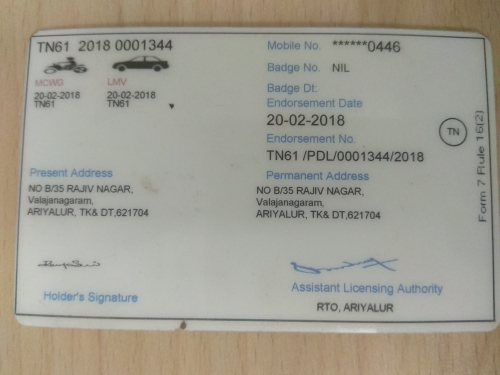 TN61 2018 0001344
MCWG LMV
20-02-2018 20-02-2018
TN61 TN61
Mobile No. ******0446
Badge No. NIL
Badge Dt:
Endorsement Date
20-02-2018
Endorsement No.
TN61 /PDL/0001344/2018
TN
Form 7 Rule 16(2)
Present Address
NO B/35 RAJIV NAGAR,
Valajanagaram,
ARIYALUR, TK& DT,621704
Permanent Address
NO B/35 RAJIV NAGAR,
Valajanagaram,
ARIYALUR, TK& DT,621704
Holder's Signature
Assistant Licensing Authority
RTO, ARIYALUR